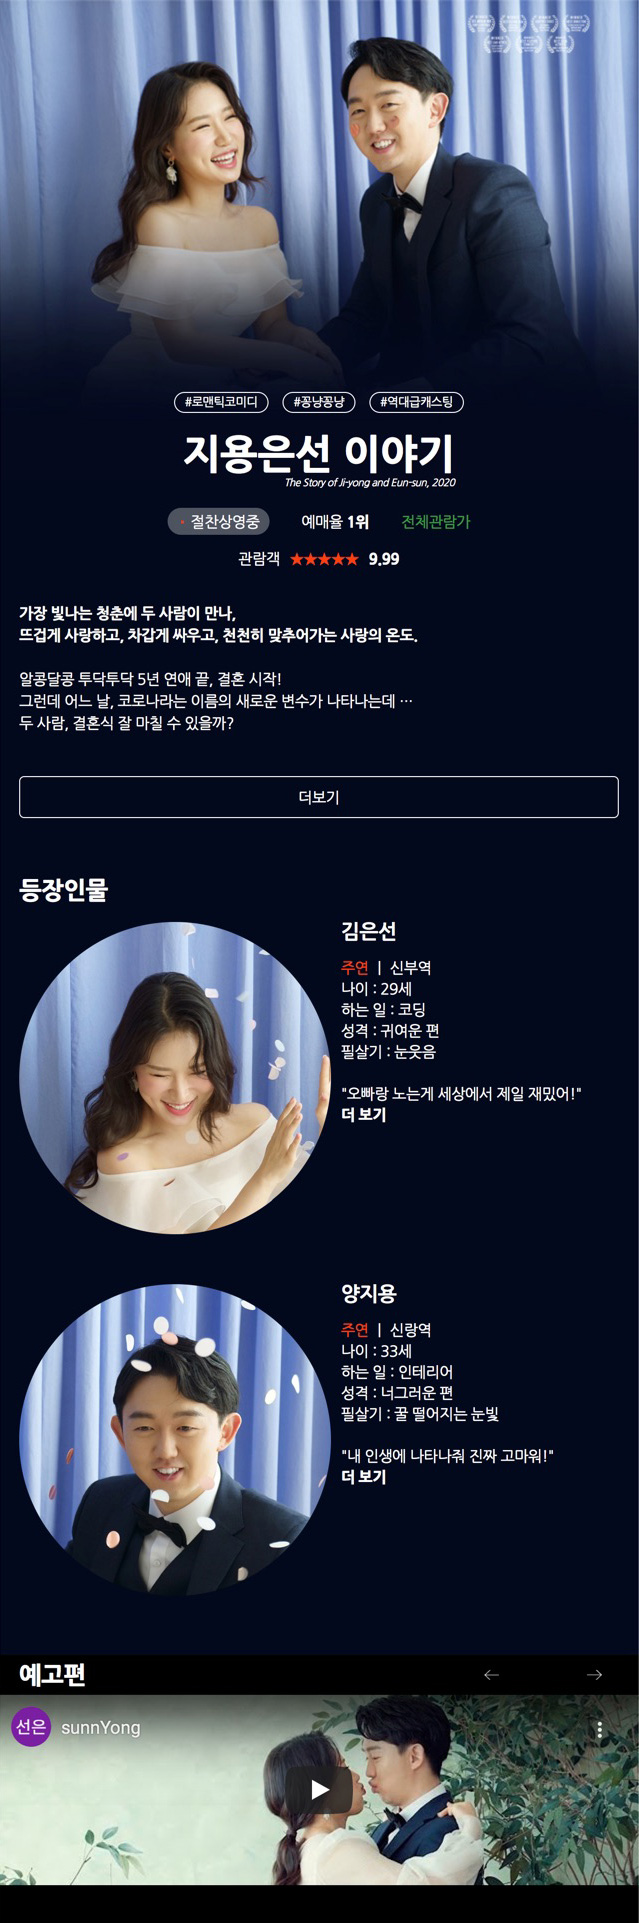 #로맨틱코미디 #꽁냥꽁냥 #역대급캐스팅
지용은선 이야기
The Story of Ji-yong and Eun-sun, 2020
절찬상영중 예매율 1위 전체관람가
관람객 ★★★★★ 9.99
가장 빛나는 청춘에 두 사람이 만나,
뜨겁게 사랑하고, 차갑게 싸우고, 천천히 맞추어가는 사랑의 온도.
알콩달콩 투닥투닥 5년 연애 끝, 결혼 시작!
그런데 어느 날, 코로나라는 이름의 새로운 변수가 나타나는데 …
두 사람, 결혼식 잘 마칠 수 있을까?
더보기
등장인물
김은선
주연 | 신부역
나이 : 29세
하는 일 : 코딩
성격 : 귀여운 편
필살기 : 눈웃음
"오빠랑 노는게 세상에서 제일 재밌어!"
더 보기
양지용
주연 | 신랑역
나이 : 33세
하는 일 : 인테리어
성격 : 너그러운 편
필살기 : 꿀 떨어지는 눈빛
"내 인생에 나타나줘 진짜 고마워!"
더 보기
예고편
선은 sunnYong